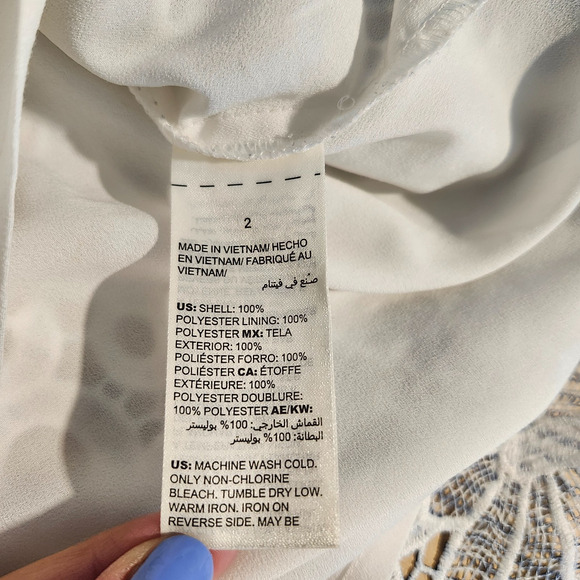 2
MADE IN VIETNAM/ HECHO
EN VIETNAM/ FABRIQUÉ AU
VIETNAM/
صُنع في فيتنام
US: SHELL: 100%
POLYESTER LINING: 100%
POLYESTER MX: TELA
EXTERIOR: 100%
POLIÉSTER FORRO: 100%
POLIÉSTER CA: ÉTOFFE
EXTÉRIEURE: 100%
POLYESTER DOUBLURE:
100% POLYESTER AE/KW:
القماش الخارجي: 100% بوليستر
البطانة: 100% بوليستر
US: MACHINE WASH COLD.
ONLY NON-CHLORINE
BLEACH. TUMBLE DRY LOW.
WARM IRON. IRON ON
REVERSE SIDE. MAY BE